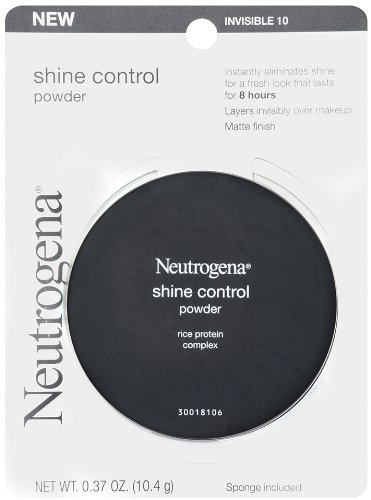 NEW
INVISIBLE 10
shine control
powder
instantly eliminates shine
for a fresh look that lasts
for 8 hours
Layers invisibly over makeup
Matte finish
Neutrogena®
Neutrogena®
shine control
powder
rice protein
complex
30018106
NET WT. 0.37 OZ. (10.4 g)
Sponge included